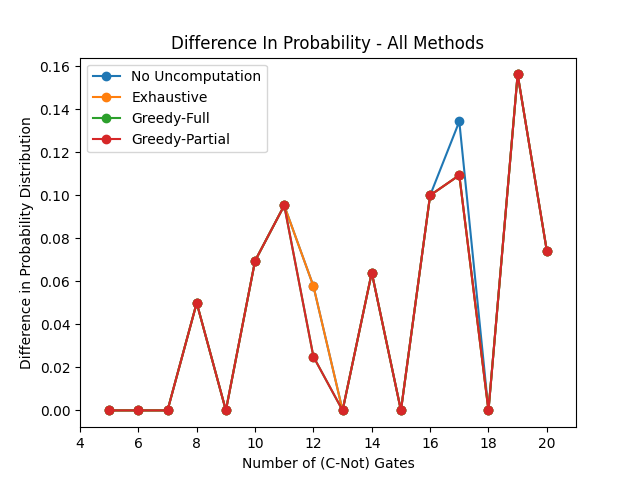 Difference In Probability - All Methods
No Uncomputation
Exhaustive
Greedy-Full
Greedy-Partial
Difference in Probability Distribution
0.16
0.14
0.12
0.10
0.08
0.06
0.04
0.02
0.00
4 6 8 10 12 14 16 18 20
Number of (C-Not) Gates